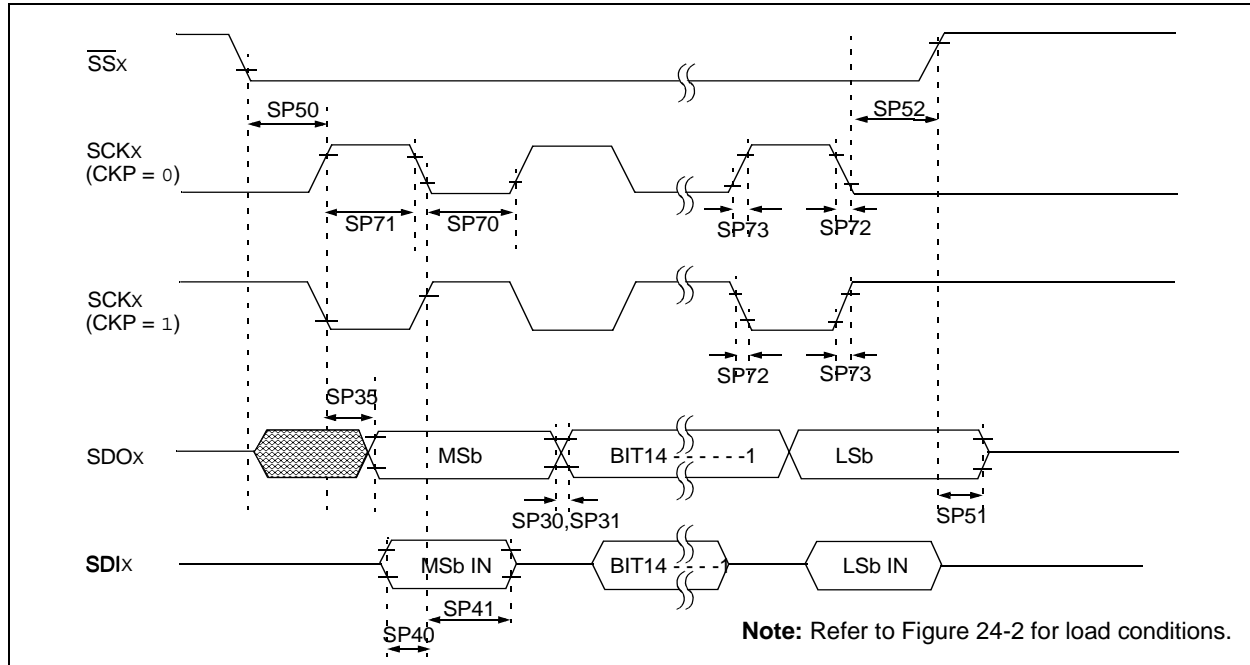 SSX
SP50
SP52
SCKX
(CKP = 0)
SP71
SP70
SP73
SP72
SCKX
(CKP = 1)
SP72
SP73
SP35
SDOX
MSb
BIT14 - - - - - -1
LSb
SP30,SP31
SP51
SDIX
MSb IN
BIT14 - - - - -1
LSb IN
SP41
SP40
Note: Refer to Figure 24-2 for load conditions.